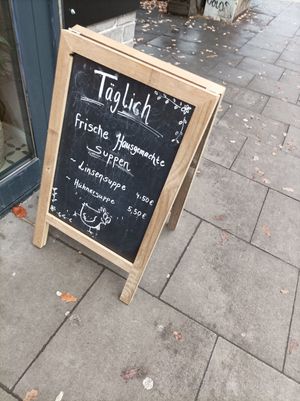 Täglich
frische Hausgemachte
Suppen
- Linsensuppe 4.50€
- Hühnersuppe 5,50€